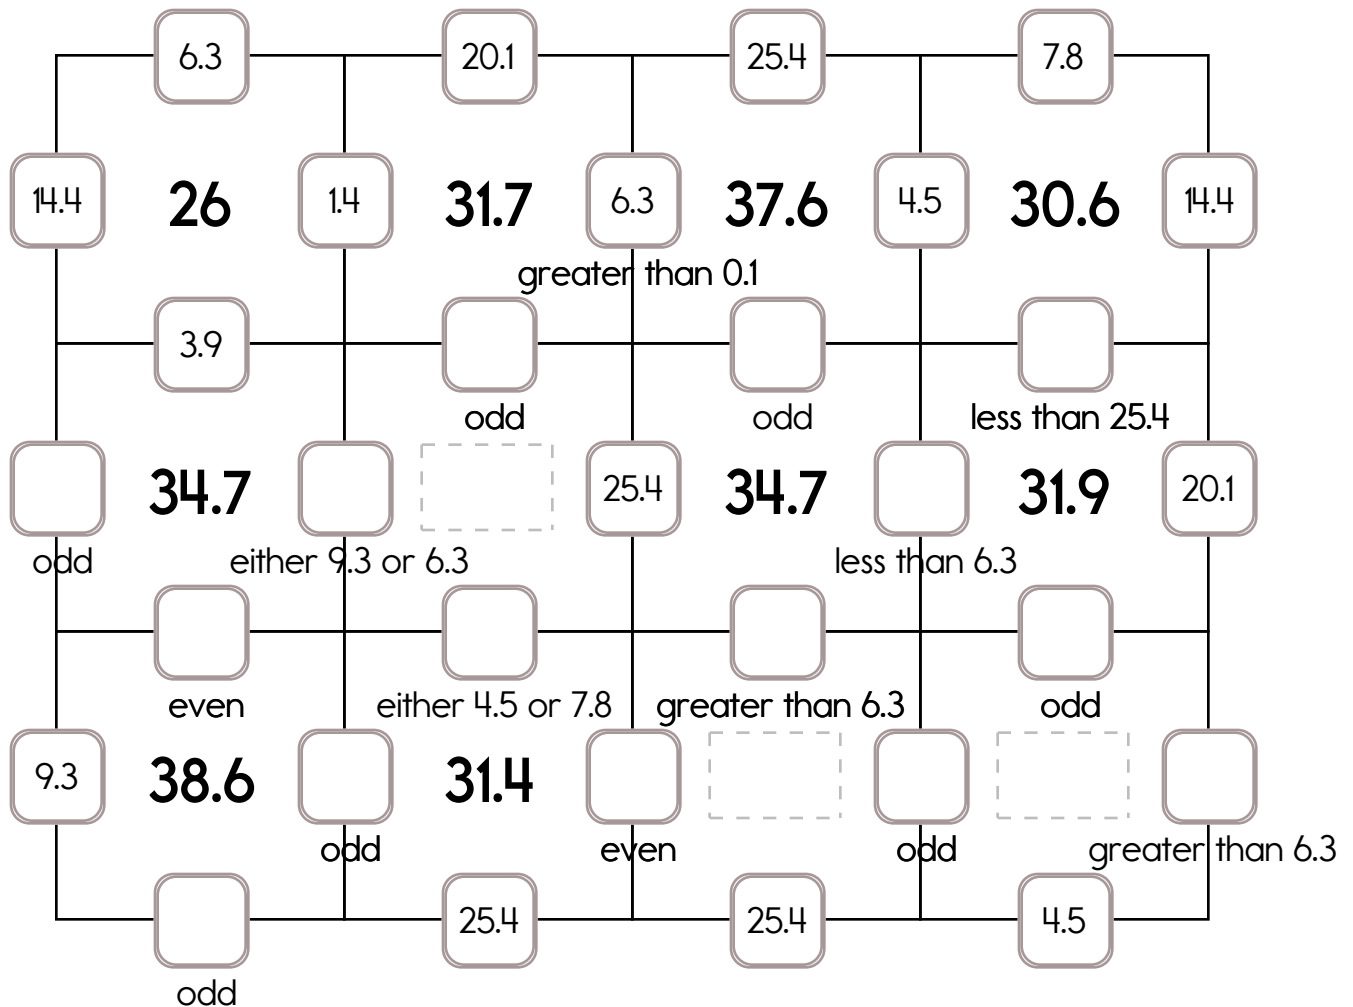 6.3 20.1 25.4 7.8
14.4 26 1.4 31.7 6.3 37.6 4.5 30.6 14.4
greater than 0.1
3.9
odd odd less than 25.4
34.7 25.4 34.7 31.9 20.1
odd either 9.3 or 6.3 less than 6.3
even either 4.5 or 7.8 greater than 6.3 odd
9.3 38.6 31.4
odd even odd greater than 6.3
25.4 25.4 4.5
odd